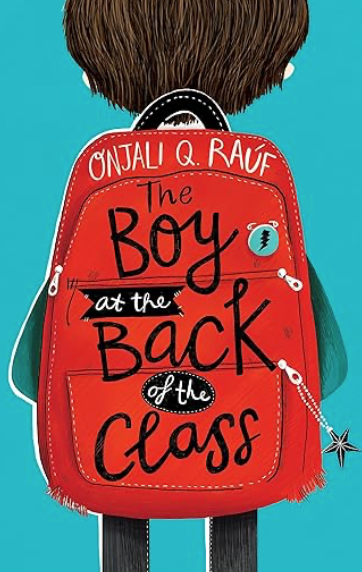 ONJALI Q. RAÚF
The
Boy
at the
Back
of the
Class